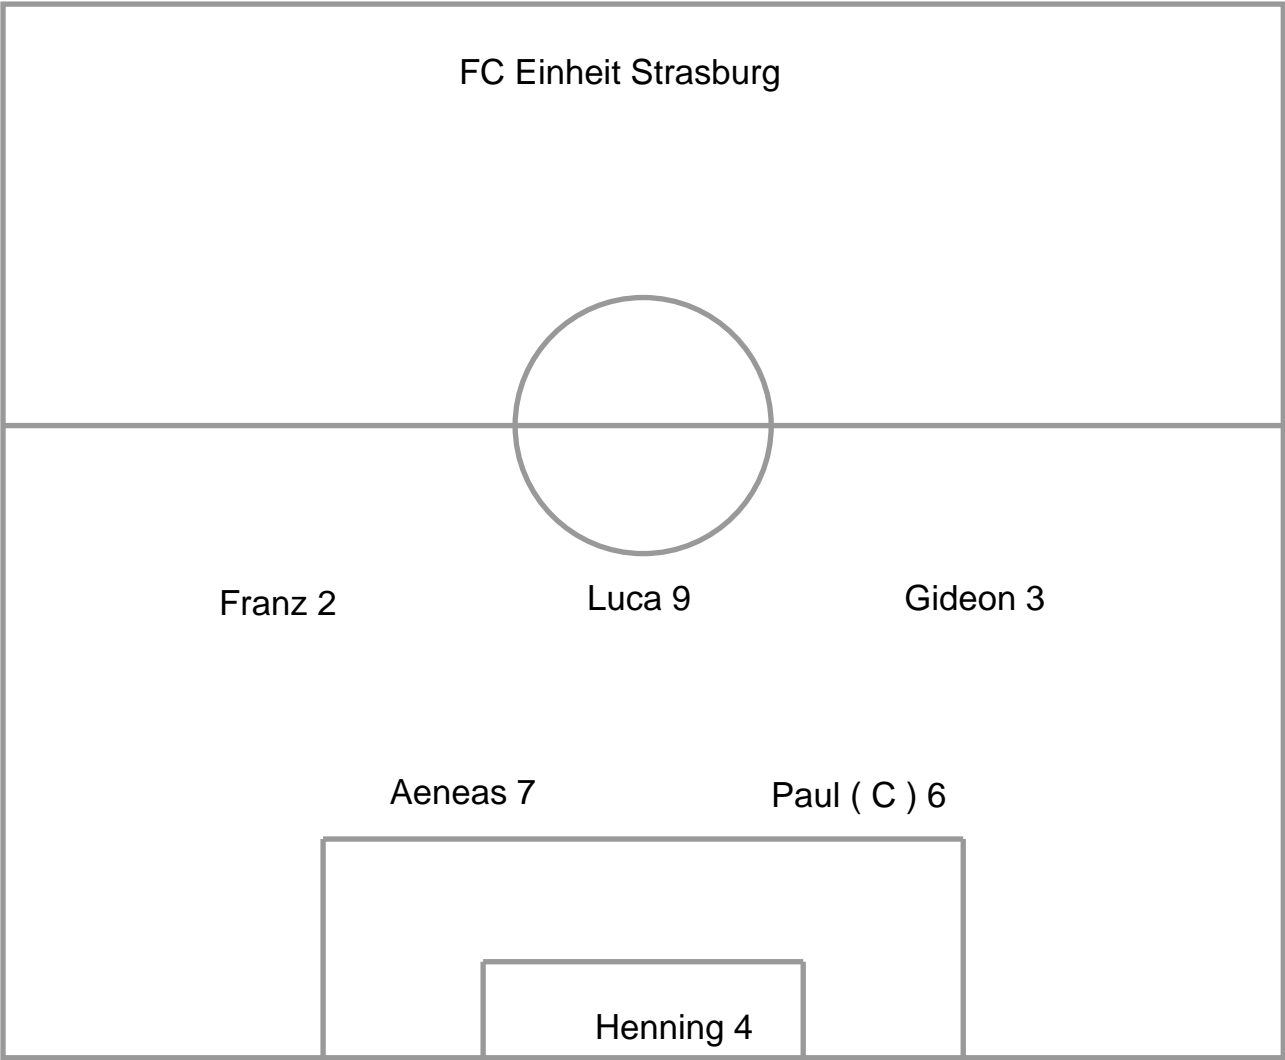 FC Einheit Strasburg
Franz 2
Luca 9
Gideon 3
Aeneas 7
Paul ( C ) 6
Henning 4